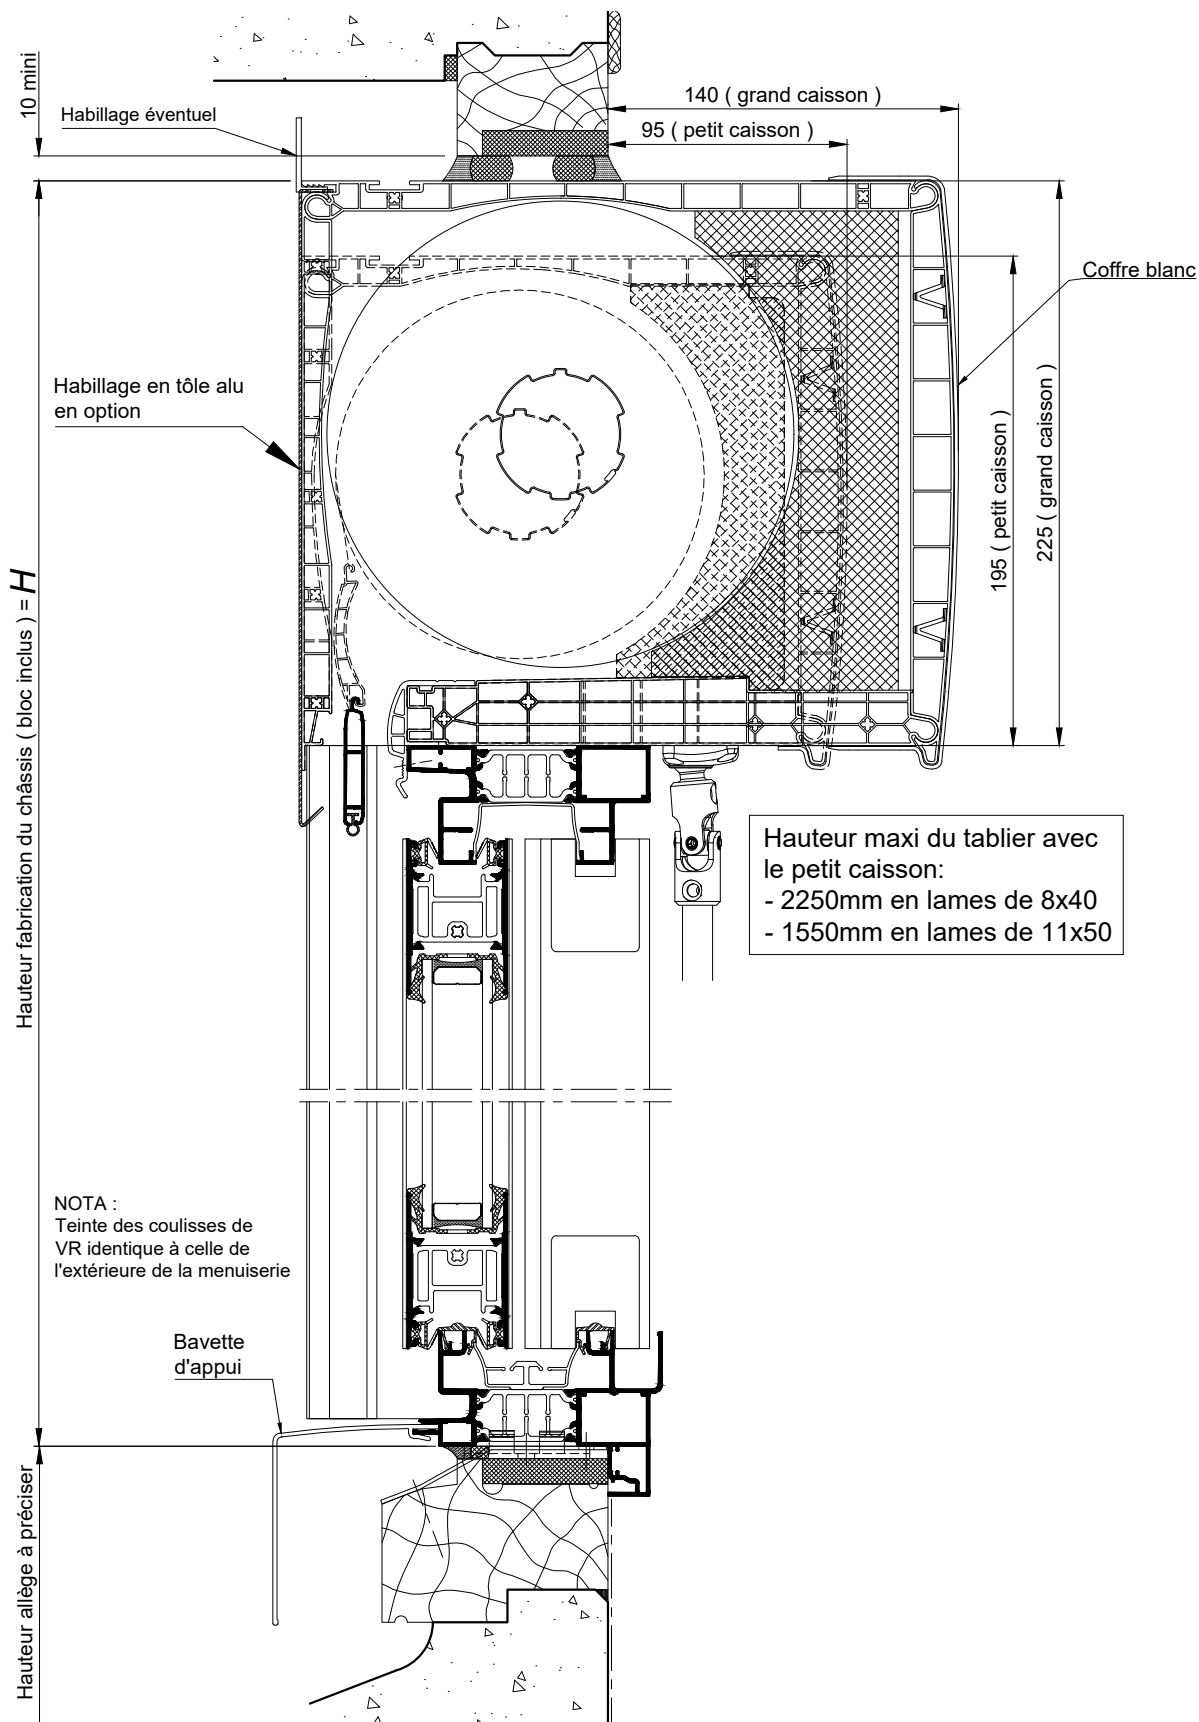 10 mini
Habillage éventuel
140 ( grand caisson )
95 ( petit caisson )
Coffre blanc
Habillage en tôle alu
en option
195 ( petit caisson )
225 ( grand caisson )
Hauteur fabrication du châssis ( bloc inclus ) = H
Hauteur maxi du tablier avec
le petit caisson:
- 2250mm en lames de 8x40
- 1550mm en lames de 11x50
NOTA :
Teinte des coulisses de
VR identique à celle de
l'extérieure de la menuiserie
Bavette
d'appui
Hauteur allège à préciser